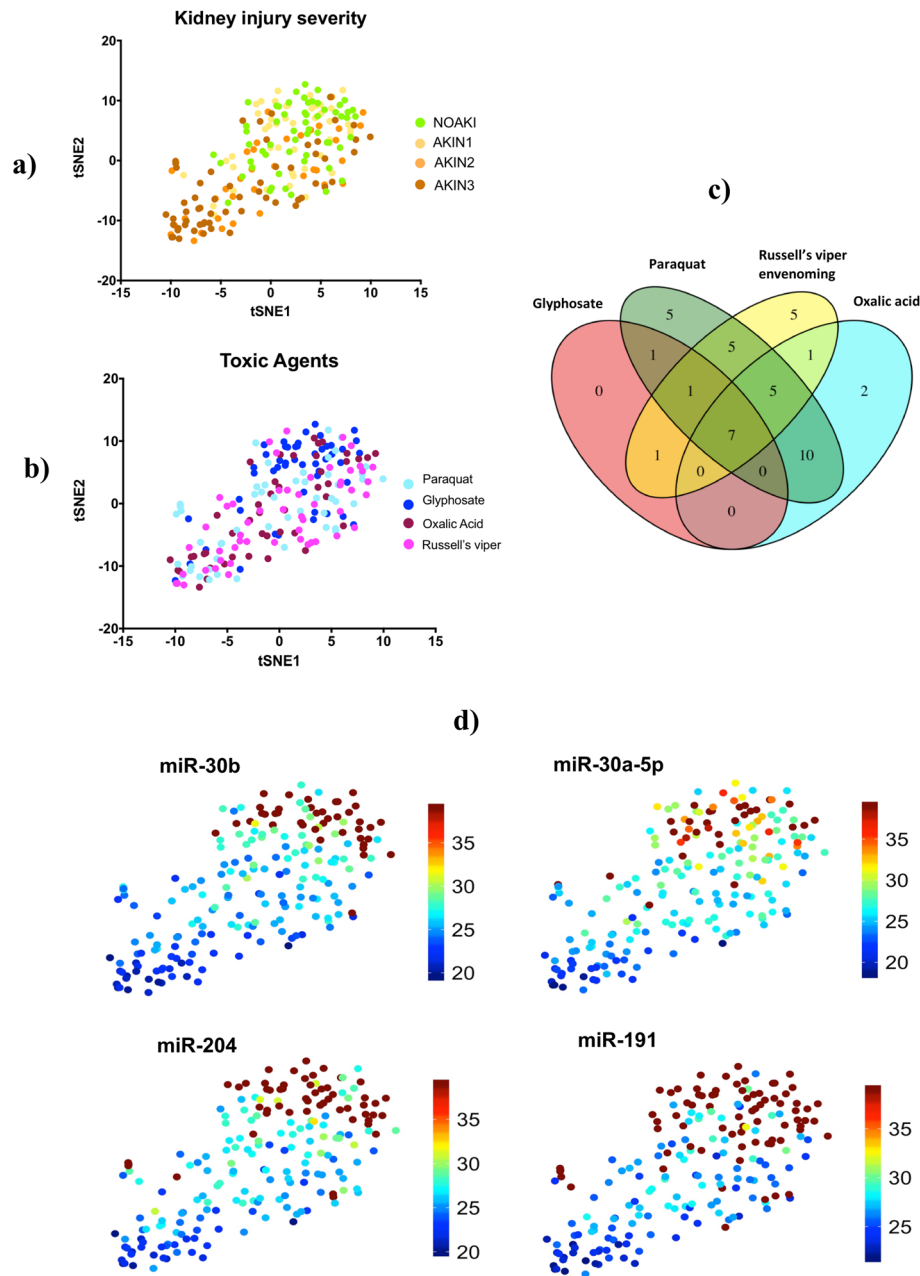 Kidney injury severity
20
10
0
-10
-20
tSNE2
-15 -10 -5 0 5 10 15
tSNE1
NOAKI
AKIN1
AKIN2
AKIN3
a)
Toxic Agents
20
10
0
-10
-20
tSNE2
-15 -10 -5 0 5 10 15
tSNE1
Paraquat
Glyphosate
Oxalic Acid
Russell's viper
b)
c)
Glyphosate
Paraquat
Russell's viper
envenoming
Oxalic acid
5 5
1 5 1
0 1 5 2
7
1 0 0 10
0
d)
miR-30b
35
30
25
20
miR-30a-5p
35
30
25
20
miR-204
35
30
25
20
miR-191
35
30
25